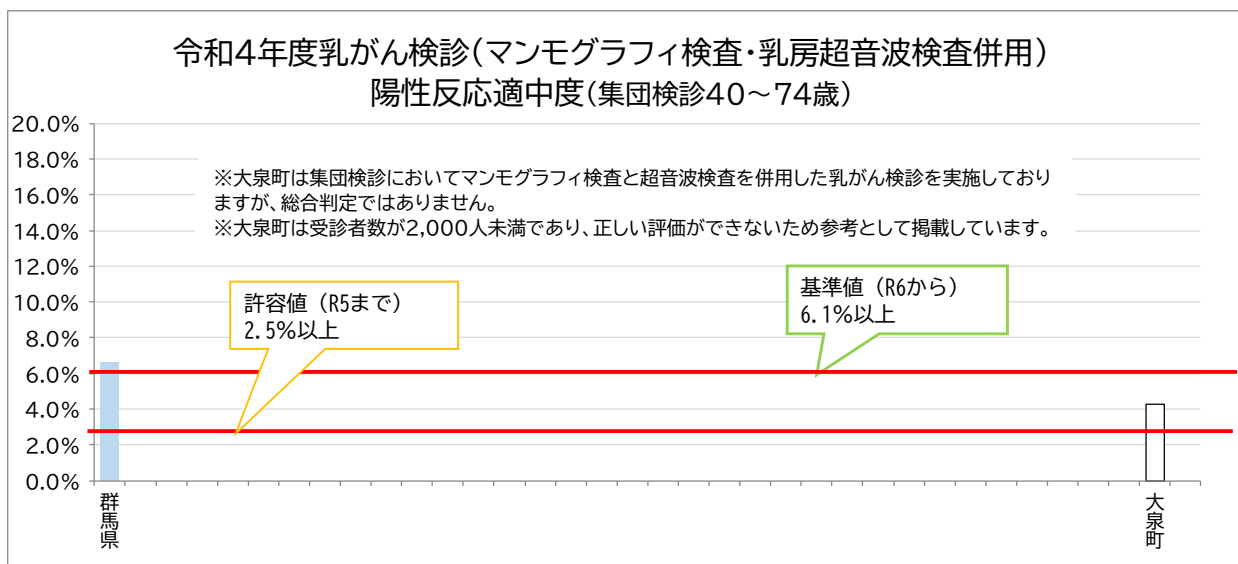 令和4年度乳がん検診(マンモグラフィ検査・乳房超音波検査併用)
陽性反応適中度(集団検診40～74歳)
20.0%
18.0%
16.0%
14.0%
12.0%
10.0%
8.0%
6.0%
4.0%
2.0%
0.0%
※大泉町は集団検診においてマンモグラフィ検査と超音波検査を併用した乳がん検診を実施しており
ますが、総合判定ではありません。
※大泉町は受診者数が2,000人未満であり、正しい評価ができないため参考として掲載しています。
許容値（R5まで）
2.5%以上
基準値（R6から）
6.1%以上
群馬県
大泉町